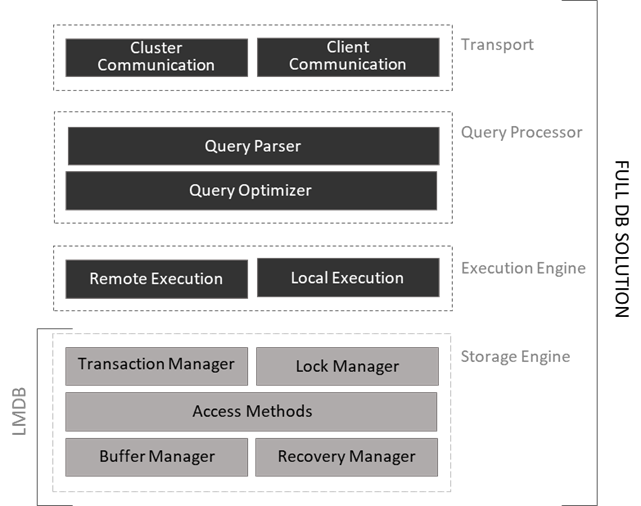 Cluster
Communication
Client
Communication
Transport
Query Parser
Query Optimizer
Query Processor
Remote Execution
Local Execution
Execution Engine
Transaction Manager
Lock Manager
Access Methods
Buffer Manager
Recovery Manager
Storage Engine
LMDB
FULL DB SOLUTION